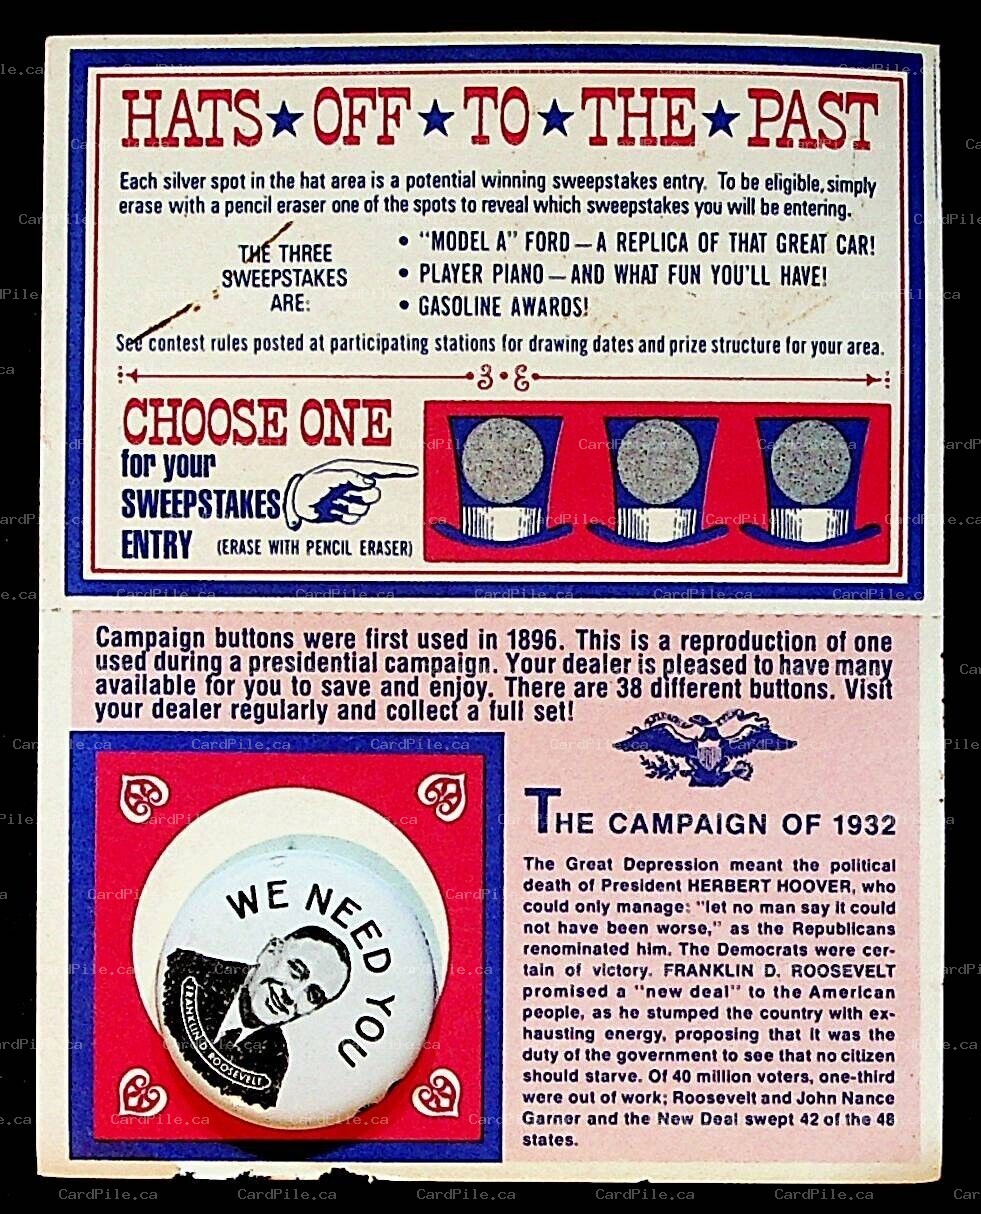 HATS★OFF★TO★THE★PAST
Each silver spot in the hat area is a potential winning sweepstakes entry. To be eligible, simply
erase with a pencil eraser one of the spots to reveal which sweepstakes you will be entering.
THE THREE
SWEEPSTAKES
ARE:
• "MODEL A" FORD — A REPLICA OF THAT GREAT CAR!
• PLAYER PIANO — AND WHAT FUN YOU'LL HAVE!
• GASOLINE AWARDS!
See contest rules posted at participating stations for drawing dates and prize structure for your area.
CHOOSE ONE
for your
SWEEPSTAKES
ENTRY (ERASE WITH PENCIL ERASER)
Campaign buttons were first used in 1896. This is a reproduction of one
used during a presidential campaign. Your dealer is pleased to have many
available for you to save and enjoy. There are 38 different buttons. Visit
your dealer regularly and collect a full set!
WE NEED YOU
FRANKLIN D. ROOSEVELT
THE CAMPAIGN OF 1932
The Great Depression meant the political
death of President HERBERT HOOVER, who
could only manage: "let no man say it could
not have been worse," as the Republicans
renominated him. The Democrats were cer-
tain of victory. FRANKLIN D. ROOSEVELT
promised a "new deal" to the American
people, as he stumped the country with ex-
hausting energy, proposing that it was the
duty of the government to see that no citizen
should starve. Of 40 million voters, one-third
were out of work; Roosevelt and John Nance
Garner and the New Deal swept 42 of the 48
states.
CardPile.ca